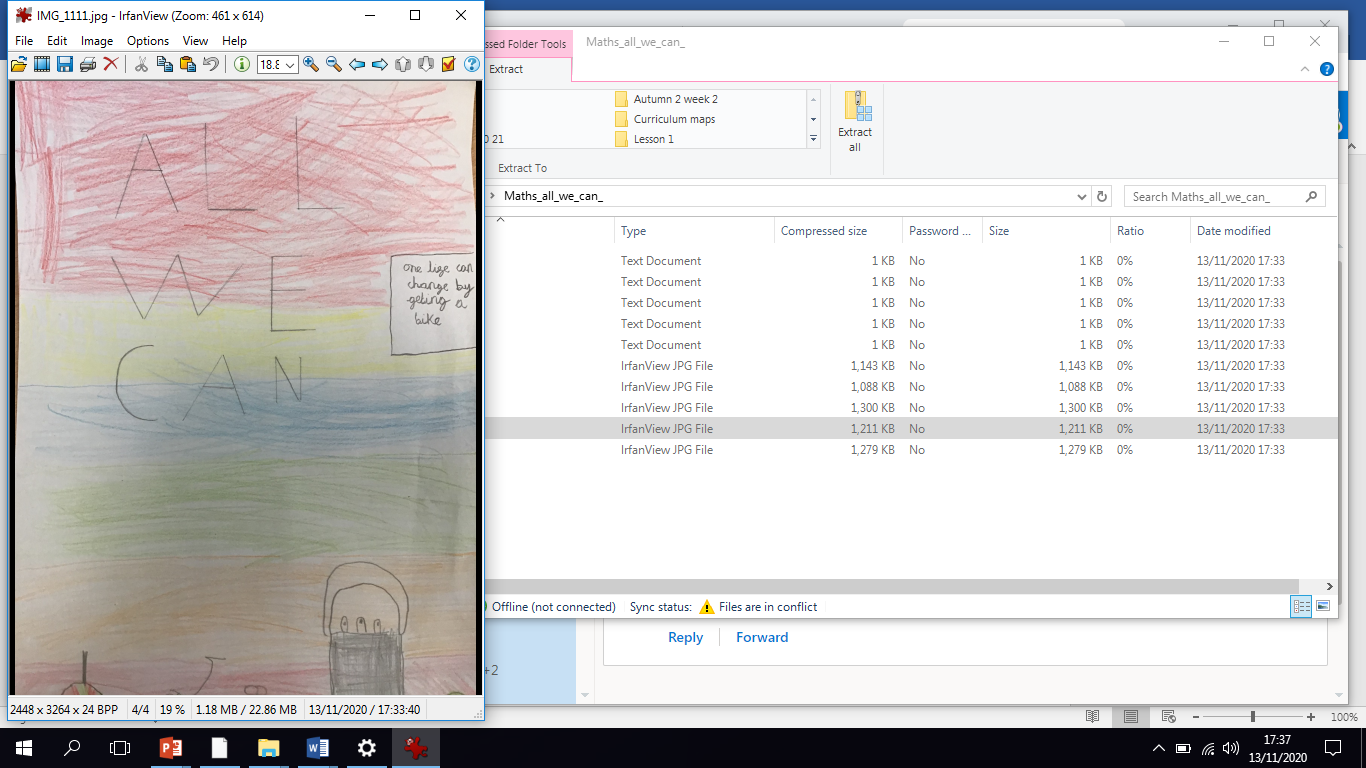 IMG_1111.jpg - IrfanView (Zoom: 461 x 614)
File Edit Image Options View Help
18.8
ALL
WE
CAN
one lize can
change by
geting a
bike
2448 x 3264 x 24 BPP 4/4 19 % 1.18 MB / 22.86 MB 13/11/2020 / 17:33:40
ssed Folder Tools Maths_all_we_can_
Extract
Autumn 2 week 2
Curriculum maps
0 21 Lesson 1
Extract To
Extract
all
Maths_all_we_can_ Search Maths_all_we_can_
Type Compressed size Password ... Size Ratio Date modified
Text Document 1 KB No 1 KB 0% 13/11/2020 17:33
Text Document 1 KB No 1 KB 0% 13/11/2020 17:33
Text Document 1 KB No 1 KB 0% 13/11/2020 17:33
Text Document 1 KB No 1 KB 0% 13/11/2020 17:33
Text Document 1 KB No 1 KB 0% 13/11/2020 17:33
IrfanView JPG File 1,143 KB No 1,143 KB 0% 13/11/2020 17:33
IrfanView JPG File 1,088 KB No 1,088 KB 0% 13/11/2020 17:33
IrfanView JPG File 1,300 KB No 1,300 KB 0% 13/11/2020 17:33
IrfanView JPG File 1,211 KB No 1,211 KB 0% 13/11/2020 17:33
IrfanView JPG File 1,279 KB No 1,279 KB 0% 13/11/2020 17:33
Offline (not connected) Sync status: Files are in conflict
Reply Forward
+2
100%
17:37
13/11/2020